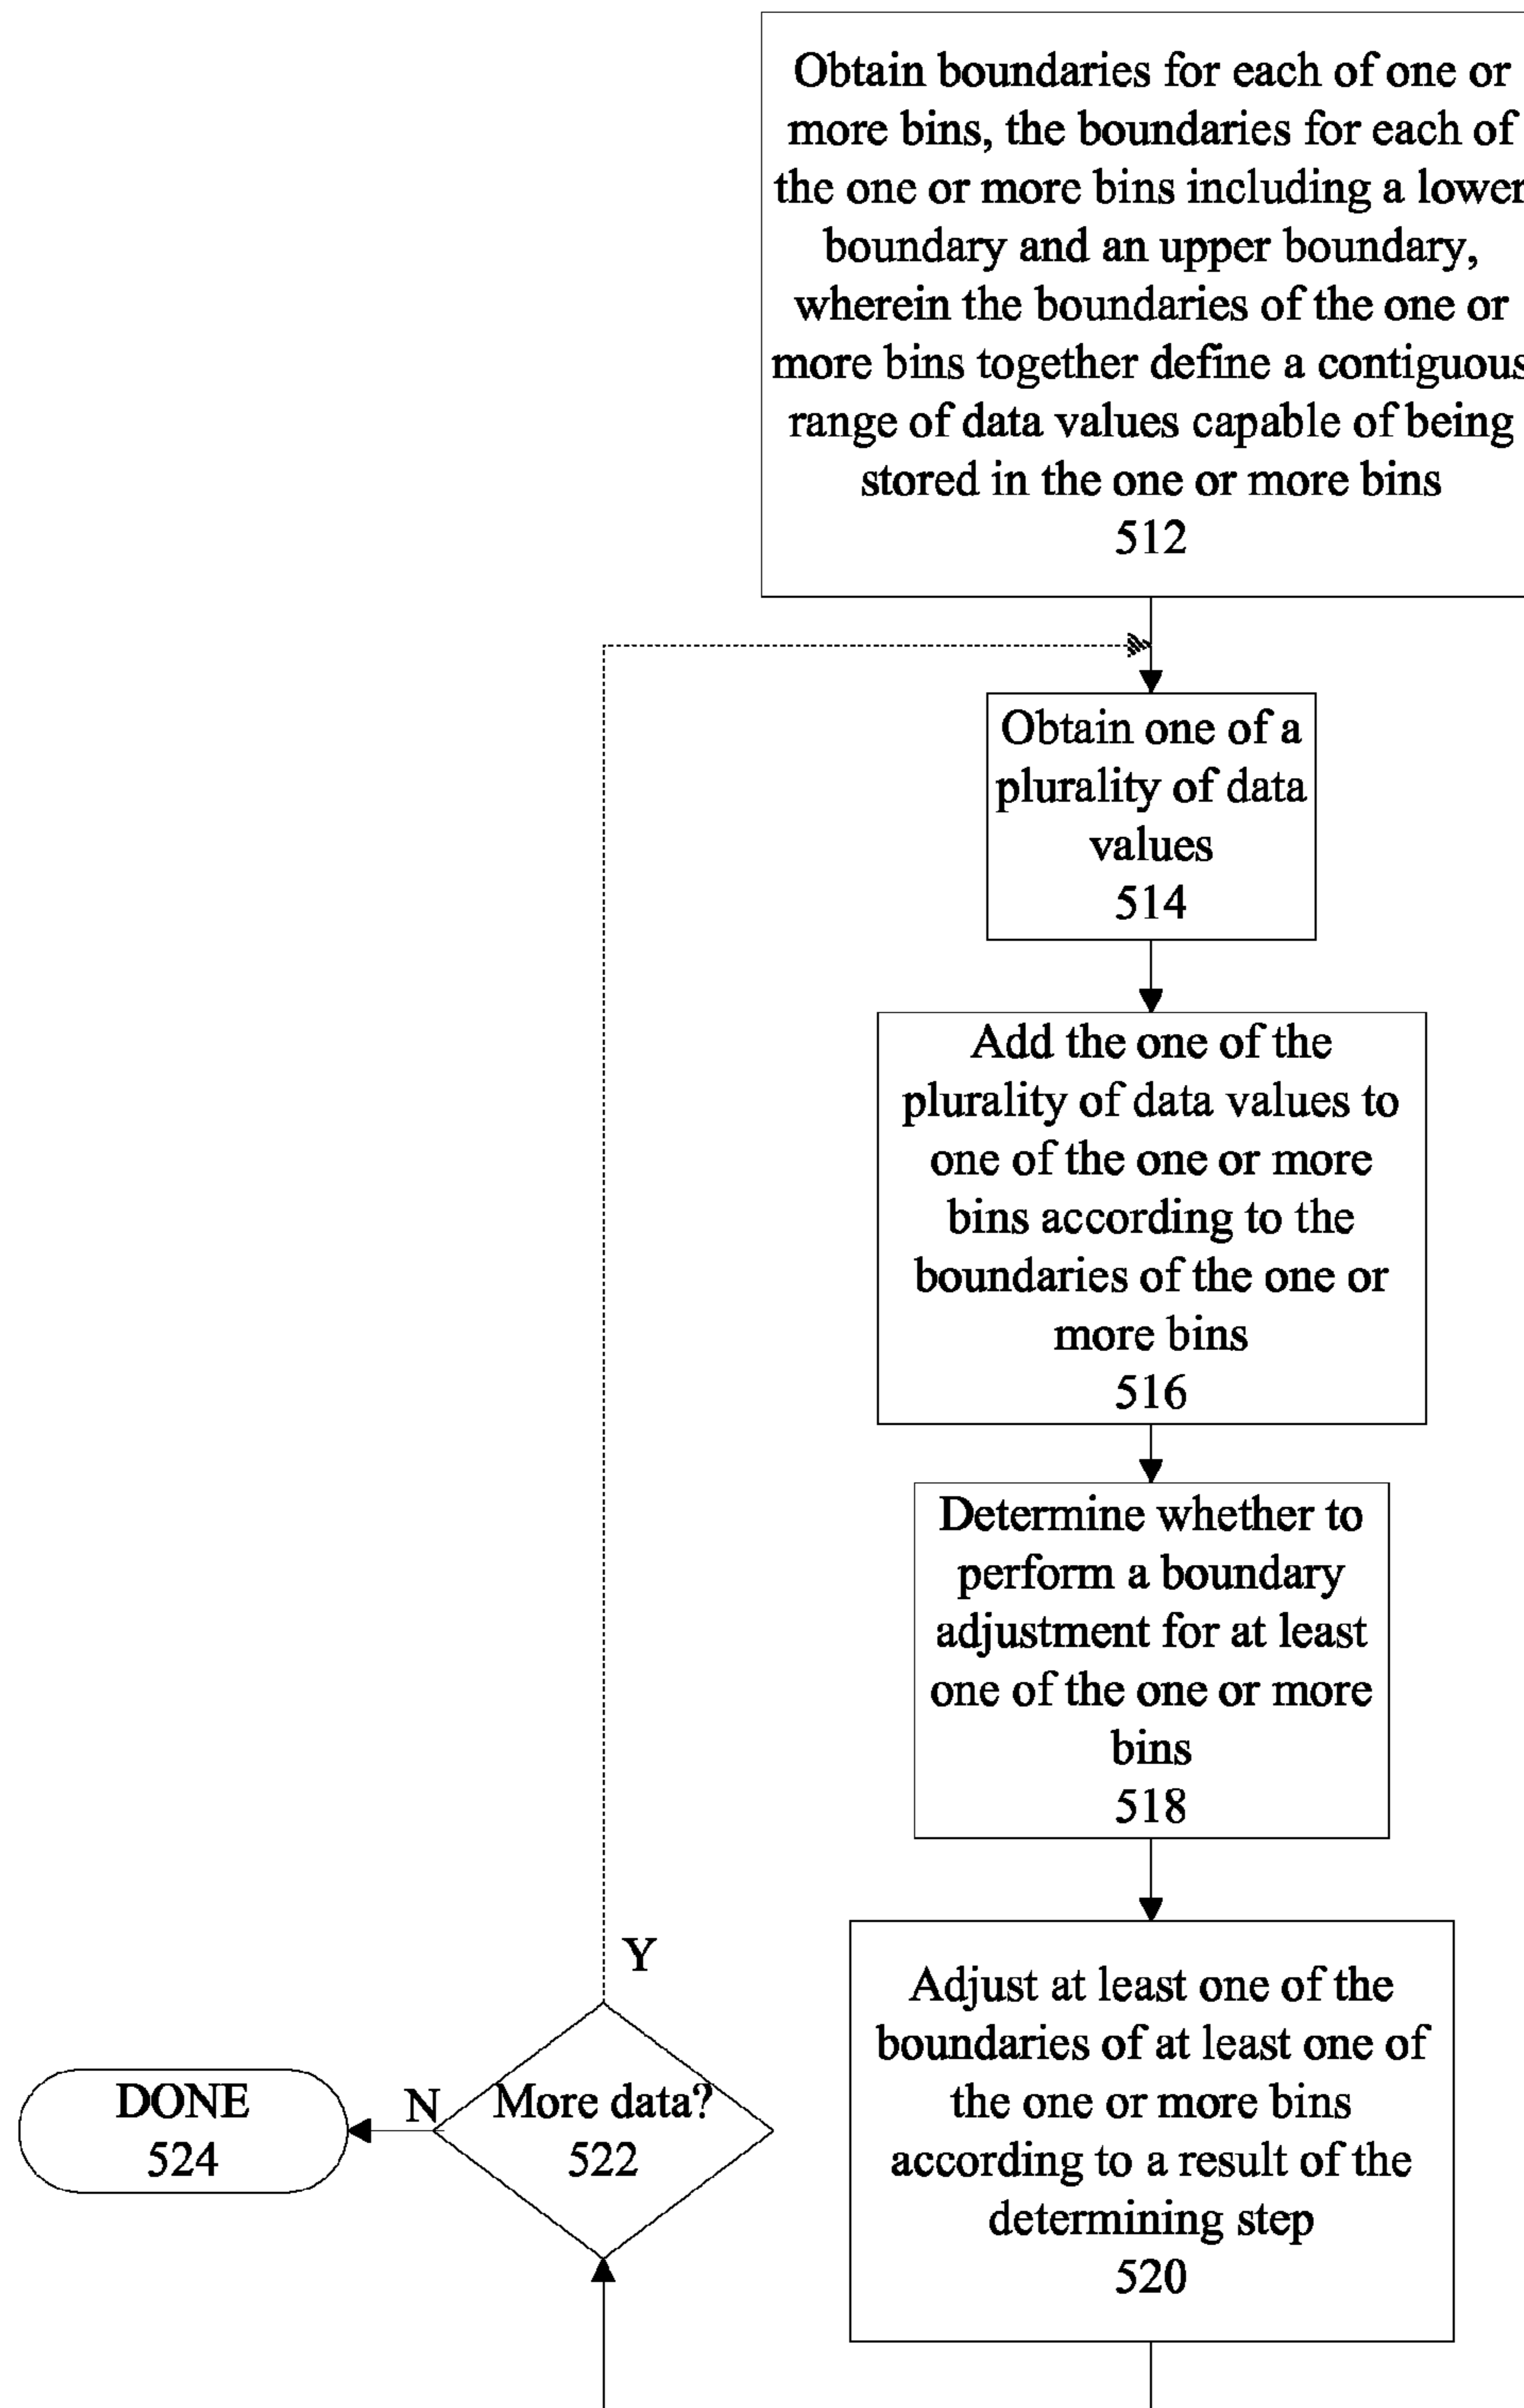 Obtain boundaries for each of one or
more bins, the boundaries for each of
the one or more bins including a lower
boundary and an upper boundary,
wherein the boundaries of the one or
more bins together define a contiguous
range of data values capable of being
stored in the one or more bins
512
Obtain one of a
plurality of data
values
514
Add the one of the
plurality of data values to
one of the one or more
bins according to the
boundaries of the one or
more bins
516
Determine whether to
perform a boundary
adjustment for at least
one of the one or more
bins
518
Adjust at least one of the
boundaries of at least one of
the one or more bins
according to a result of the
determining step
520
Y
More data?
522
N
DONE
524